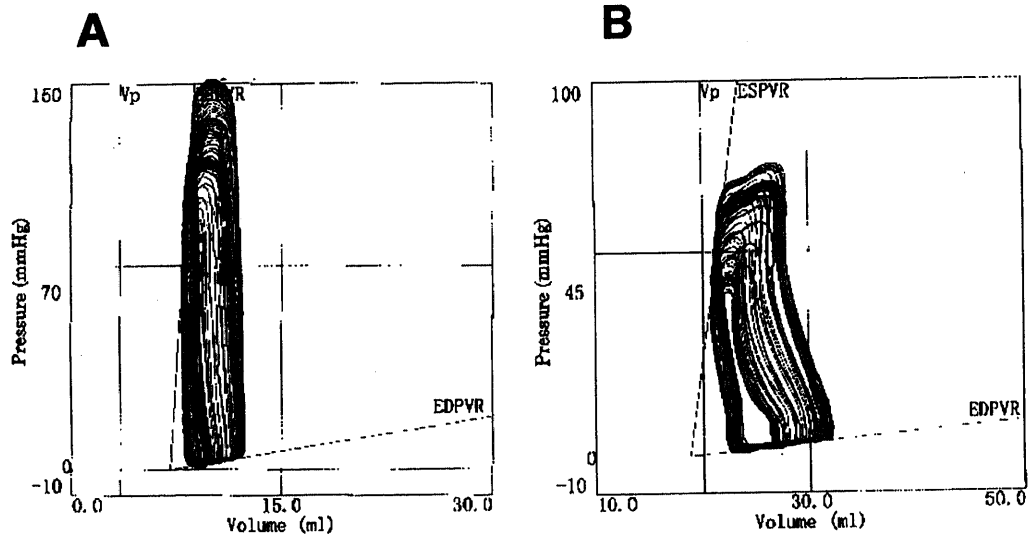 A
150
Vp
Pressure (mmHg)
70
EDPVR
0
-10
0.0
15.0
30.0
Volume (ml)
B
100
Vp
ESPVR
Pressure (mmHg)
45
EDPVR
0
-10
10.0
30.0
50.0
Volume (ml)